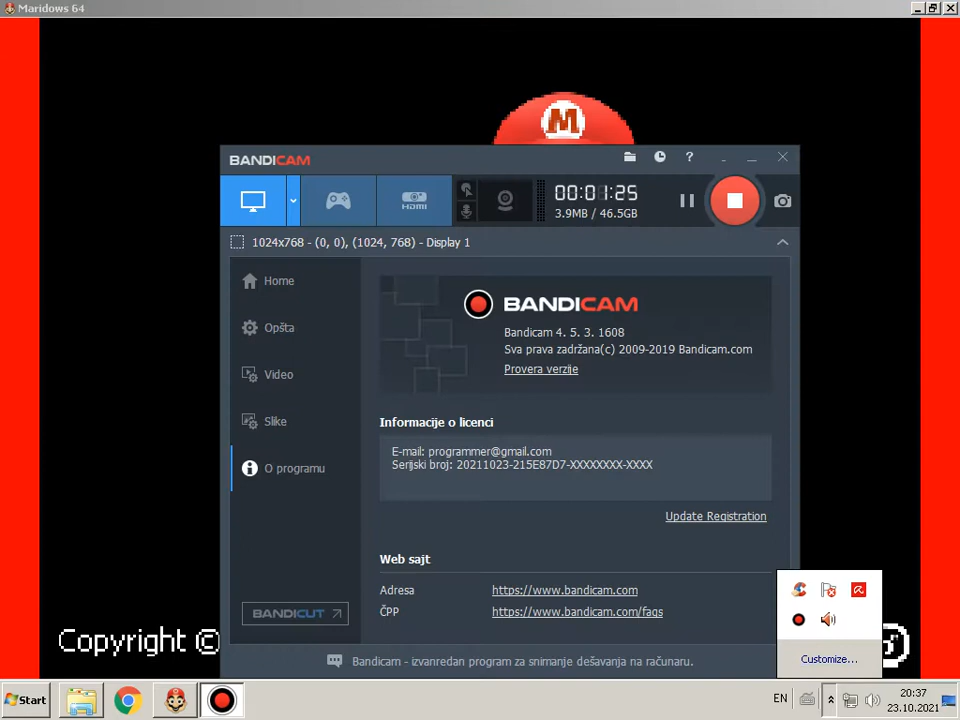 Maridows 64
M
BANDICAM
?
HDMI
00:01:25
3.9MB / 46.5GB
1024x768 - (0, 0), (1024, 768) - Display 1
Home
Opšta
Video
Slike
O programu
BANDICUT
BANDICAM
Bandicam 4. 5. 3. 1608
Sva prava zadržana(c) 2009-2019 Bandicam.com
Provera verzije
Informacije o licenci
E-mail: programmer@gmail.com
Serijski broj: 20211023-215E87D7-XXXXXXXX-XXXX
Update Registration
Web sajt
Adresa https://www.bandicam.com
ČPP https://www.bandicam.com/faqs
Bandicam - izvanredan program za snimanje dešavanja na računaru.
Copyright ©
Customize...
Start
EN
20:37
23.10.2021